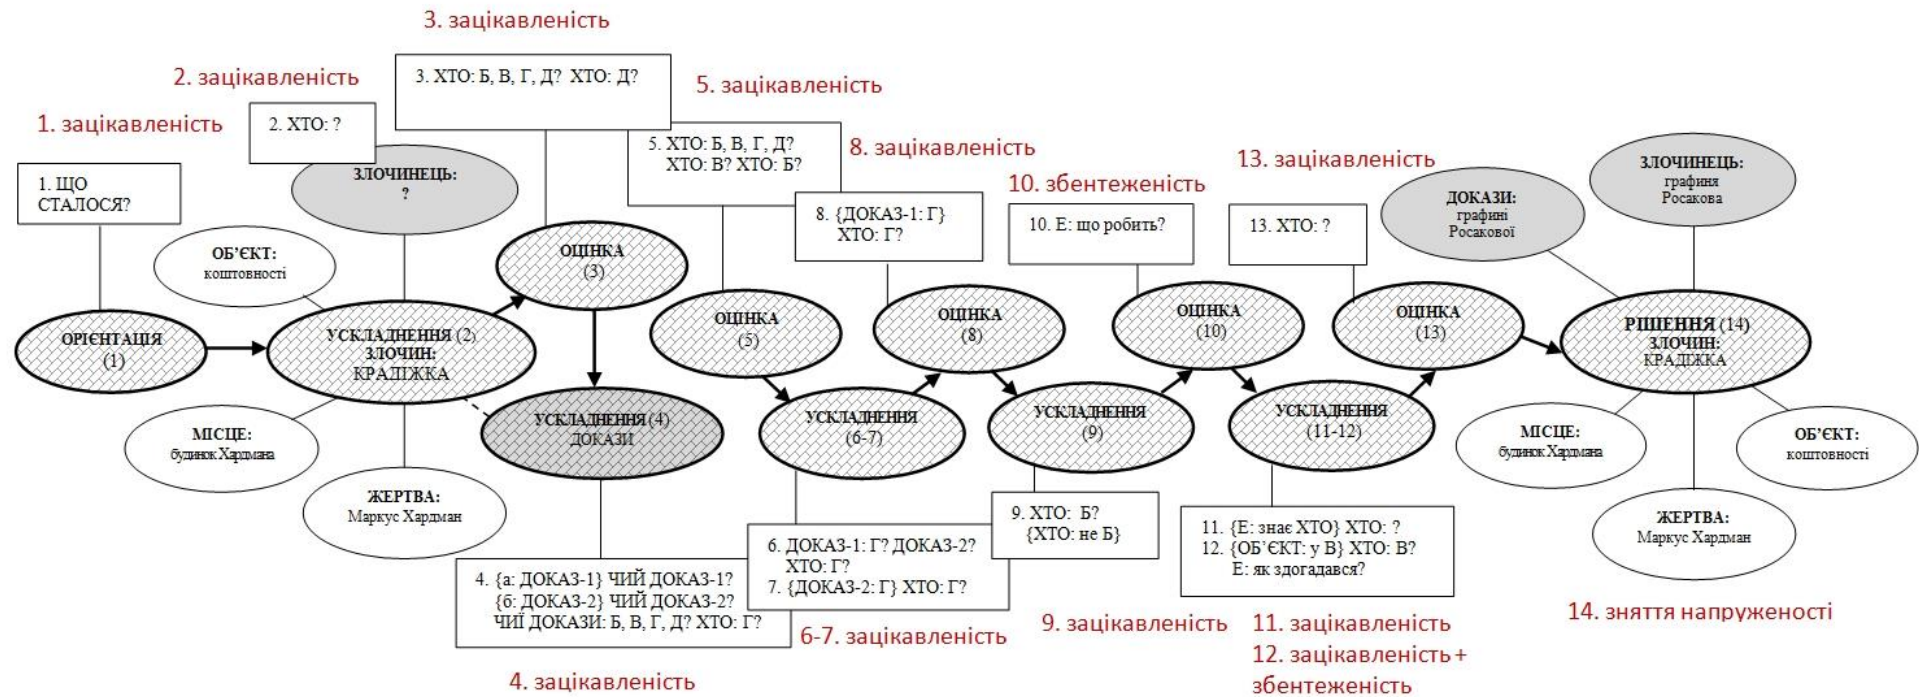 3. зацікавленість
2. зацікавленість
3. ХТО: Б, В, Г, Д? ХТО: Д?
5. зацікавленість
1. зацікавленість
2. ХТО: ?
5. ХТО: Б, В, Г, Д?
ХТО: В? ХТО: Б?
8. зацікавленість
13. зацікавленість
1. ЩО
СТАЛОСЯ?
ЗЛОЧИНЕЦЬ:
?
8. {ДОКАЗ-1: Г}
ХТО: Г?
10. збентеженість
10. Е: що робить?
13. ХТО: ?
ДОКАЗИ:
графині
Росакової
ЗЛОЧИНЕЦЬ:
графиня
Росакова
ОБ’ЄКТ:
коштовності
ОЦІНКА
(3)
ОРІЄНТАЦІЯ
(1)
УСКЛАДНЕННЯ (2)
ЗЛОЧИН:
КРАДІЖКА
ОЦІНКА
(5)
ОЦІНКА
(8)
ОЦІНКА
(10)
ОЦІНКА
(13)
РІШЕННЯ (14)
ЗЛОЧИН:
КРАДІЖКА
МІСЦЕ:
будинок Хардмана
УСКЛАДНЕННЯ (4)
ДОКАЗИ
УСКЛАДНЕННЯ
(6-7)
УСКЛАДНЕННЯ
(9)
УСКЛАДНЕННЯ
(11-12)
МІСЦЕ:
будинок Хардмана
ОБ’ЄКТ:
коштовності
ЖЕРТВА:
Маркус Хардман
ЖЕРТВА:
Маркус Хардман
4. {а: ДОКАЗ-1} ЧИЙ ДОКАЗ-1?
{б: ДОКАЗ-2} ЧИЙ ДОКАЗ-2?
ЧИЇ ДОКАЗИ: Б, В, Г, Д? ХТО: Г?
6. ДОКАЗ-1: Г? ДОКАЗ-2?
ХТО: Г?
7. {ДОКАЗ-2: Г} ХТО: Г?
9. ХТО: Б?
{ХТО: не Б}
11. {Е: знає ХТО} ХТО: ?
12. {ОБ’ЄКТ: у В} ХТО: В?
Е: як здогадався?
4. зацікавленість
6-7. зацікавленість
9. зацікавленість
11. зацікавленість
12. зацікавленість +
збентеженість
14. зняття напруженості